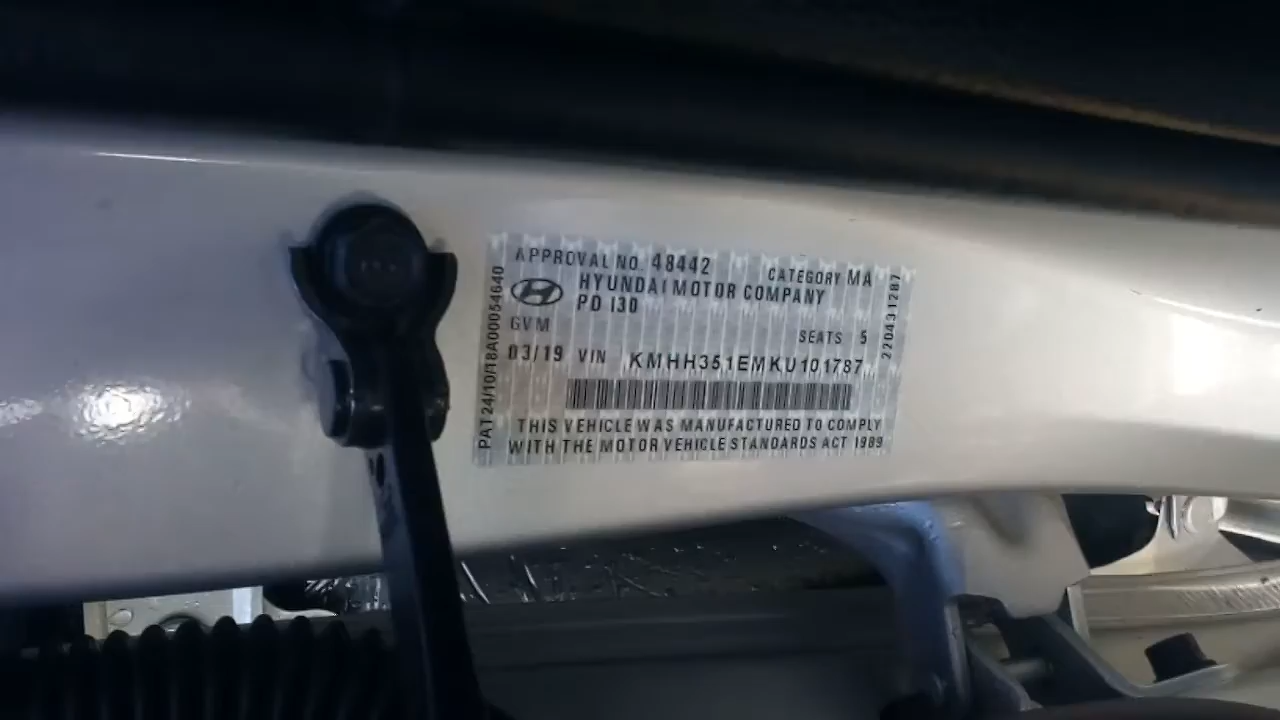 APPROVAL NO. 48442 CATEGORY MA
HYUNDAI MOTOR COMPANY
PD I30
GVM SEATS 5
03/19 VIN KMHH351EMKU101787
THIS VEHICLE WAS MANUFACTURED TO COMPLY
WITH THE MOTOR VEHICLE STANDARDS ACT 1989
PAT24/10/18A00054640
220431287